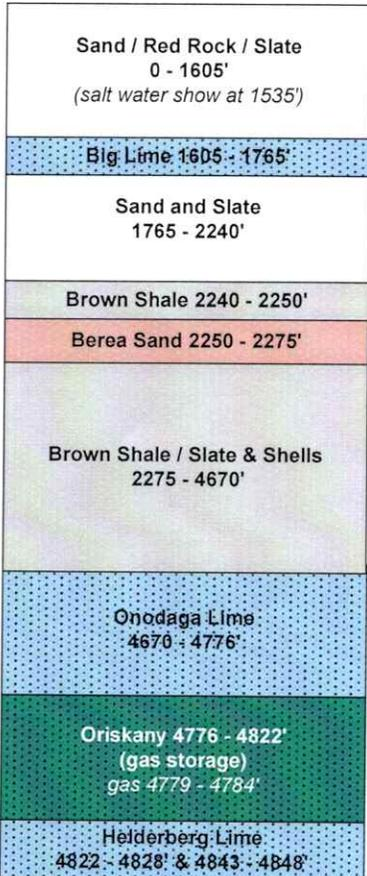 Sand / Red Rock / Slate
0 - 1605'
(salt water show at 1535')
Big Lime 1605 - 1765'
Sand and Slate
1765 - 2240'
Brown Shale 2240 - 2250'
Berea Sand 2250 - 2275'
Brown Shale / Slate & Shells
2275 - 4670'
Onodaga Lime
4670 - 4776'
Oriskany 4776 - 4822'
(gas storage)
gas 4779 - 4784'
Helderberg Lime
4822 - 4828' & 4843 - 4848'